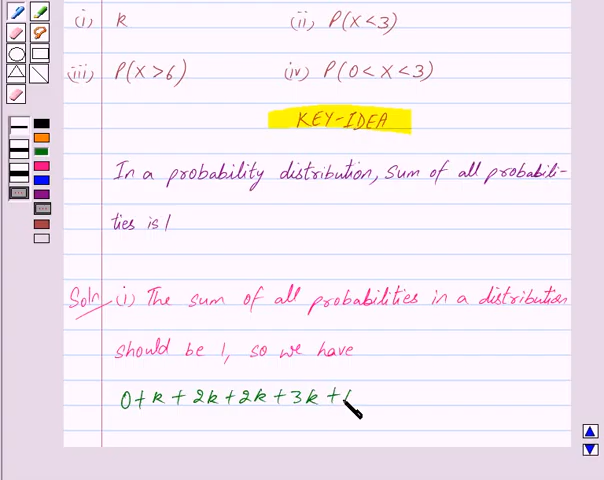 (i) k (ii) P(X<3)
(iii) P(X>6) (iv) P(0<X<3)
KEY-IDEA
In a probability distribution, sum of all probabili-
ties is 1
Soln (i) The sum of all probabilities in a distribution
should be 1, so we have
0+k+2k+2k+3k+